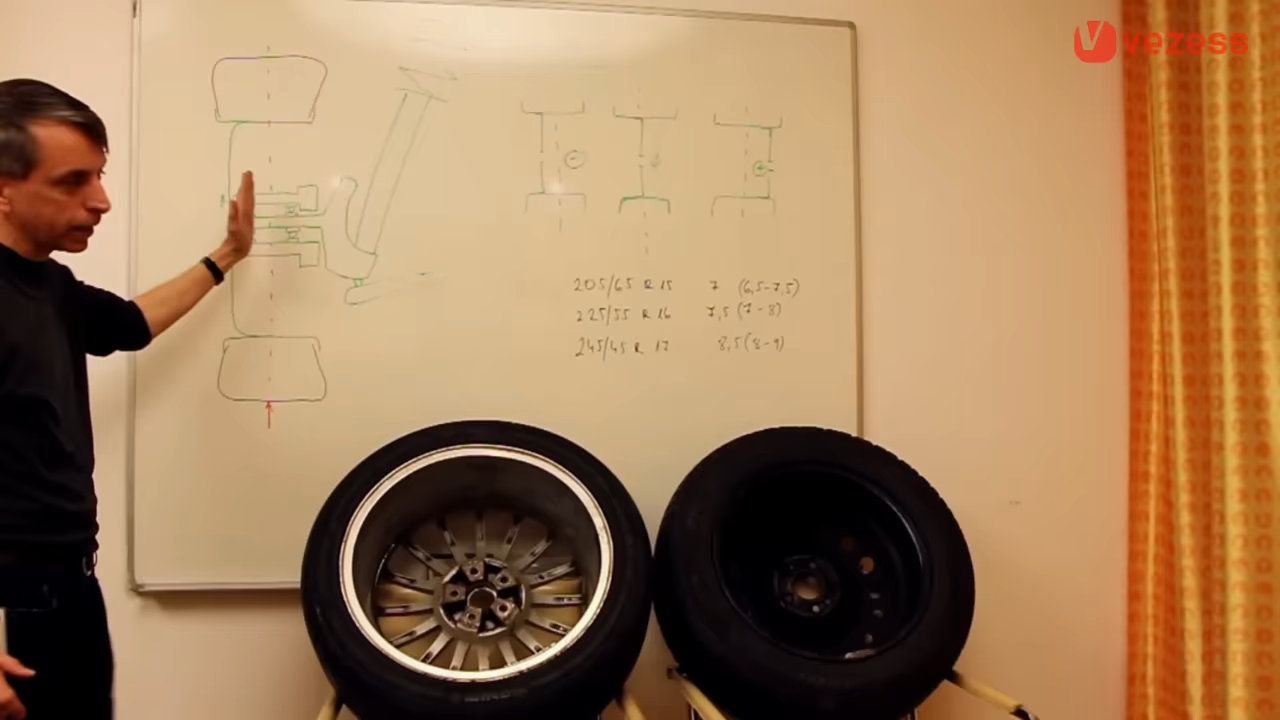 vezess
205/65 R 15 7 (6,5-7,5)
225/55 R 16 7,5 (7-8)
245/45 R 17 8,5 (8-9)